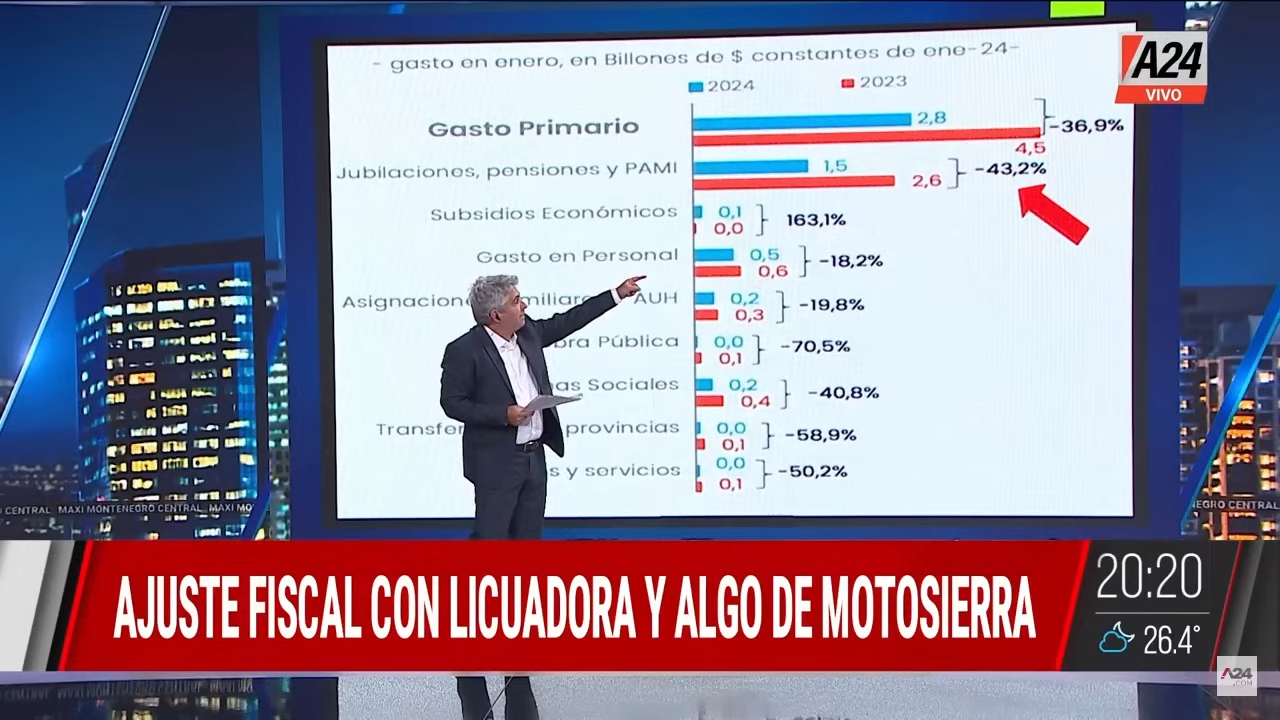 - gasto en enero, en Billones de $ constantes de ene-24-
2024 2023
A24
VIVO
Gasto Primario 2,8 4,5 -36,9%
Jubilaciones, pensiones y PAMI 1,5 2,6 -43,2%
Subsidios Económicos 0,1 0,0 163,1%
Gasto en Personal 0,5 0,6 -18,2%
AUH 0,2 0,3 -19,8%
Pública 0,0 0,1 -70,5%
Sociales 0,2 0,4 -40,8%
provincias 0,0 0,1 -58,9%
y servicios 0,0 0,1 -50,2%
CENTRAL MAXI MONTENEGRO CENTRAL MAXI
CENTRAL
AJUSTE FISCAL CON LICUADORA Y ALGO DE MOTOSIERRA
20:20
26.4°
A24
.COM